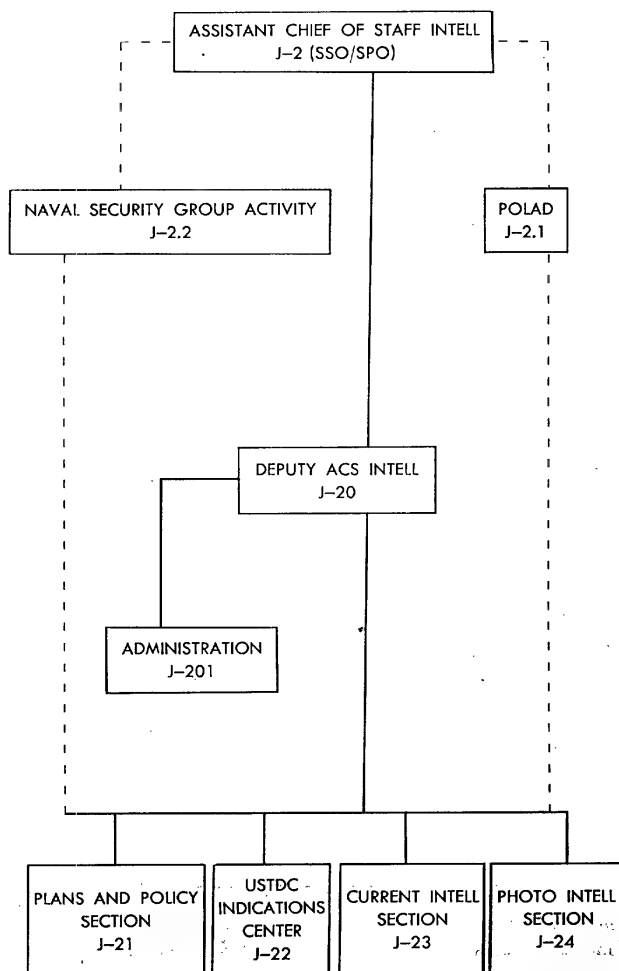 ASSISTANT CHIEF OF STAFF INTELL
J-2 (SSO/SPO)
NAVAL SECURITY GROUP ACTIVITY
J-2.2
POLAD
J-2.1
DEPUTY ACS INTELL
J-20
ADMINISTRATION
J-201
PLANS AND POLICY
SECTION
J-21
USTDC
INDICATIONS
CENTER
J-22
CURRENT INTELL
SECTION
J-23
PHOTO INTELL
SECTION
J-24